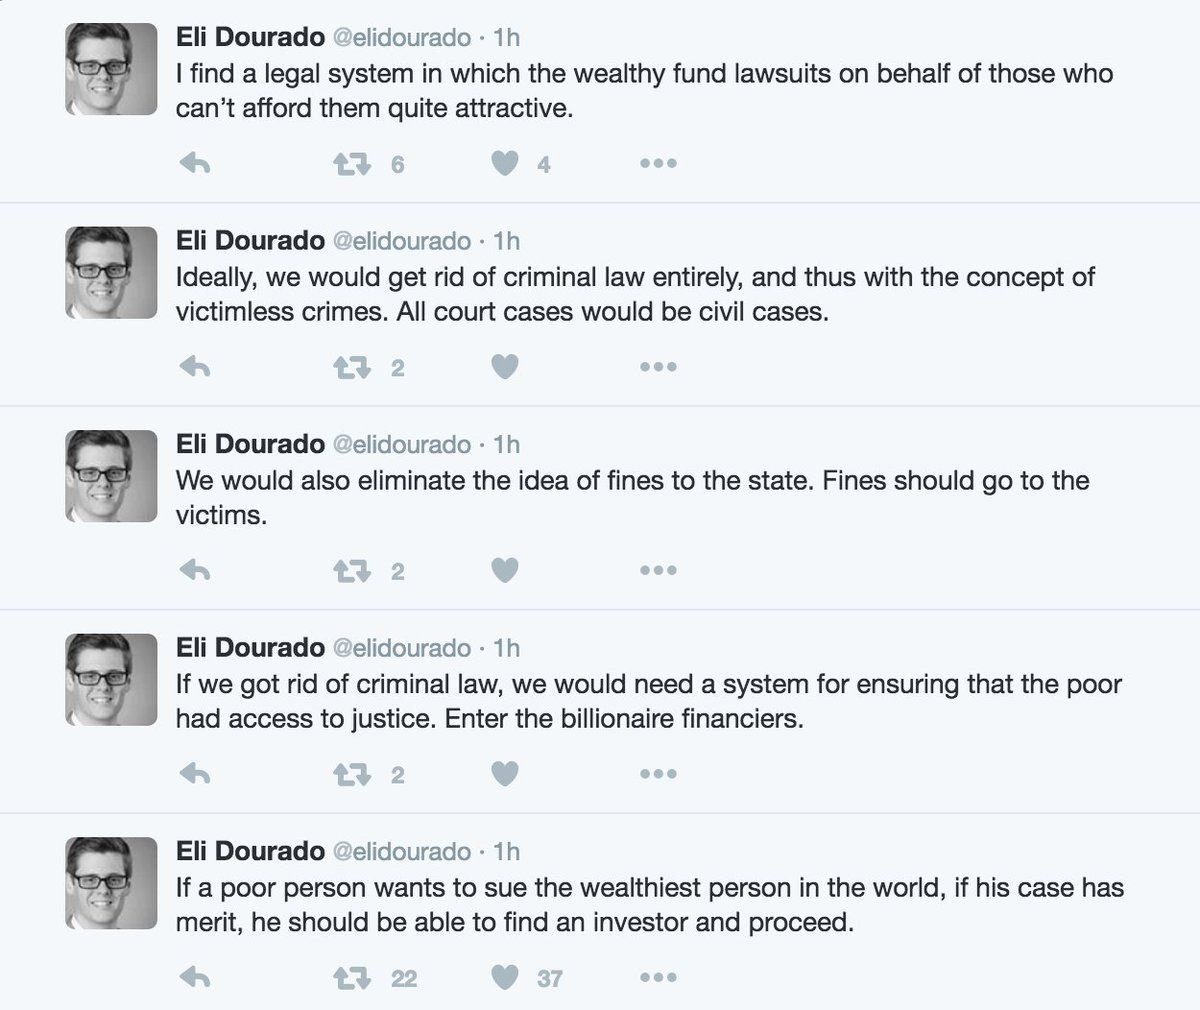 Eli Dourado @elidourado · 1h
I find a legal system in which the wealthy fund lawsuits on behalf of those who
can’t afford them quite attractive.
6 4
Eli Dourado @elidourado · 1h
Ideally, we would get rid of criminal law entirely, and thus with the concept of
victimless crimes. All court cases would be civil cases.
2
Eli Dourado @elidourado · 1h
We would also eliminate the idea of fines to the state. Fines should go to the
victims.
2
Eli Dourado @elidourado · 1h
If we got rid of criminal law, we would need a system for ensuring that the poor
had access to justice. Enter the billionaire financiers.
2
Eli Dourado @elidourado · 1h
If a poor person wants to sue the wealthiest person in the world, if his case has
merit, he should be able to find an investor and proceed.
22 37